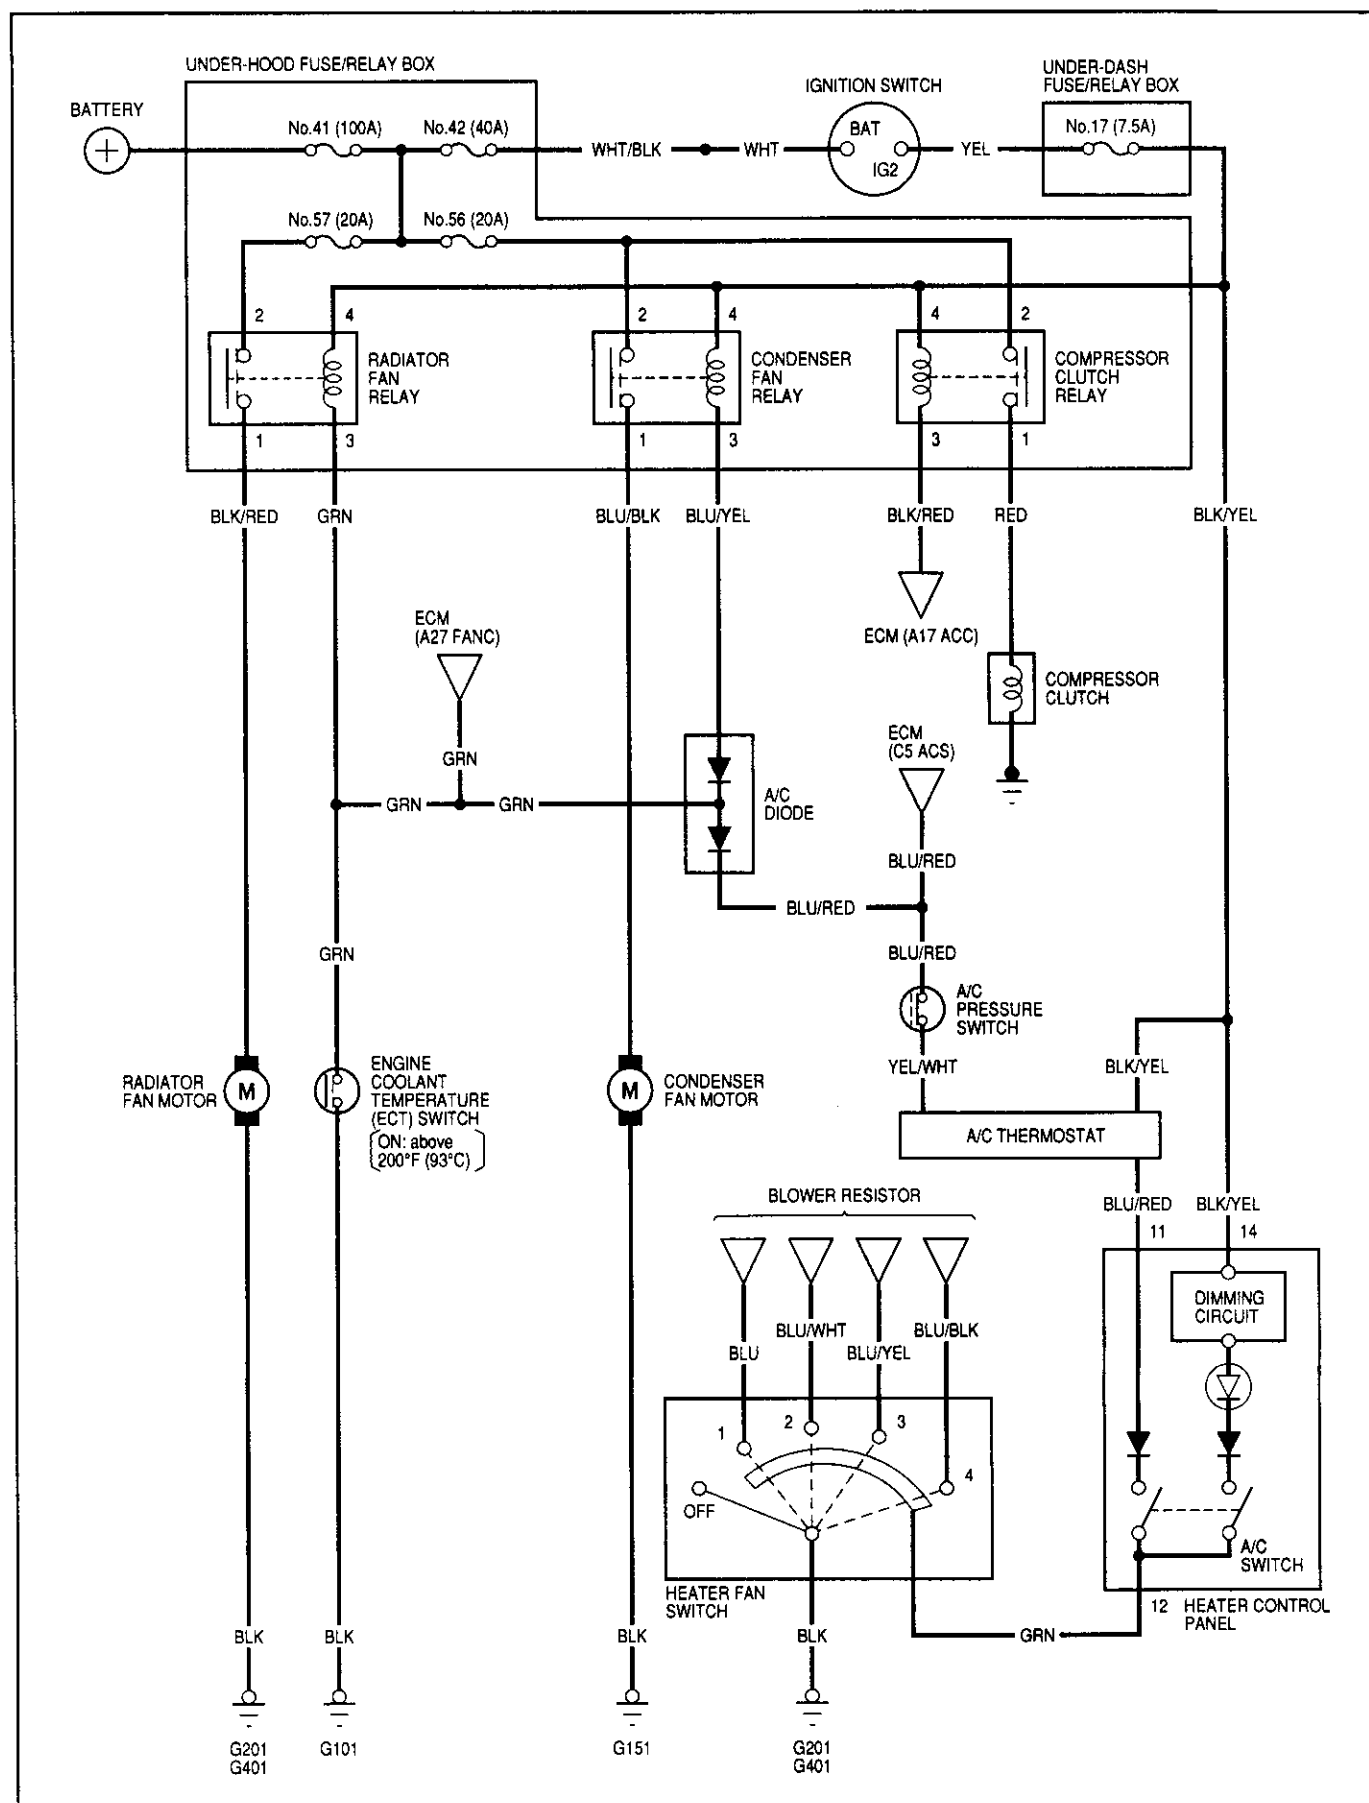 UNDER-HOOD FUSE/RELAY BOX
BATTERY
+
No.41 (100A)
No.42 (40A)
WHT/BLK
WHT
IGNITION SWITCH
BAT
IG2
YEL
UNDER-DASH
FUSE/RELAY BOX
No.17 (7.5A)
No.57 (20A)
No.56 (20A)
2
4
2
4
4
2
RADIATOR
FAN
RELAY
CONDENSER
FAN
RELAY
COMPRESSOR
CLUTCH
RELAY
1
3
1
3
3
1
BLK/RED
GRN
BLU/BLK
BLU/YEL
BLK/RED
RED
BLK/YEL
ECM
(A27 FANC)
ECM (A17 ACC)
COMPRESSOR
CLUTCH
GRN
ECM
(C5 ACS)
GRN
GRN
A/C
DIODE
BLU/RED
BLU/RED
GRN
BLU/RED
A/C
PRESSURE
SWITCH
YEL/WHT
BLK/YEL
RADIATOR
FAN MOTOR
M
ENGINE
COOLANT
TEMPERATURE
(ECT) SWITCH
ON: above
200°F (93°C)
M
CONDENSER
FAN MOTOR
A/C THERMOSTAT
BLOWER RESISTOR
BLU/RED
BLK/YEL
11
14
DIMMING
CIRCUIT
BLU
BLU/WHT
BLU/YEL
BLU/BLK
1
2
3
4
OFF
A/C
SWITCH
HEATER FAN
SWITCH
12
HEATER CONTROL
PANEL
BLK
BLK
BLK
BLK
GRN
G201
G401
G101
G151
G201
G401